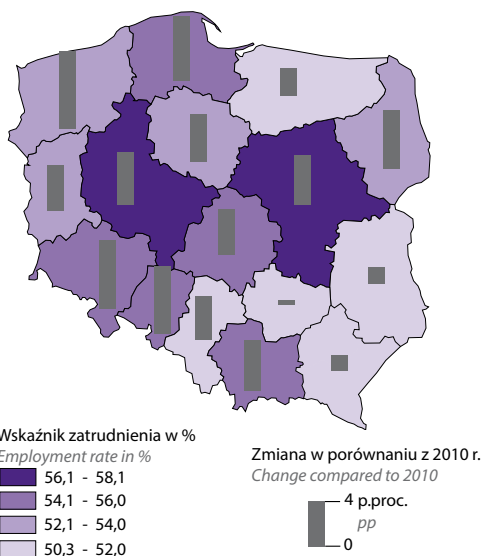 Wskaźnik zatrudnienia w %
Employment rate in %
56,1 - 58,1
54,1 - 56,0
52,1 - 54,0
50,3 - 52,0
Zmiana w porównaniu z 2010 r.
Change compared to 2010
4 p.proc.
pp
0